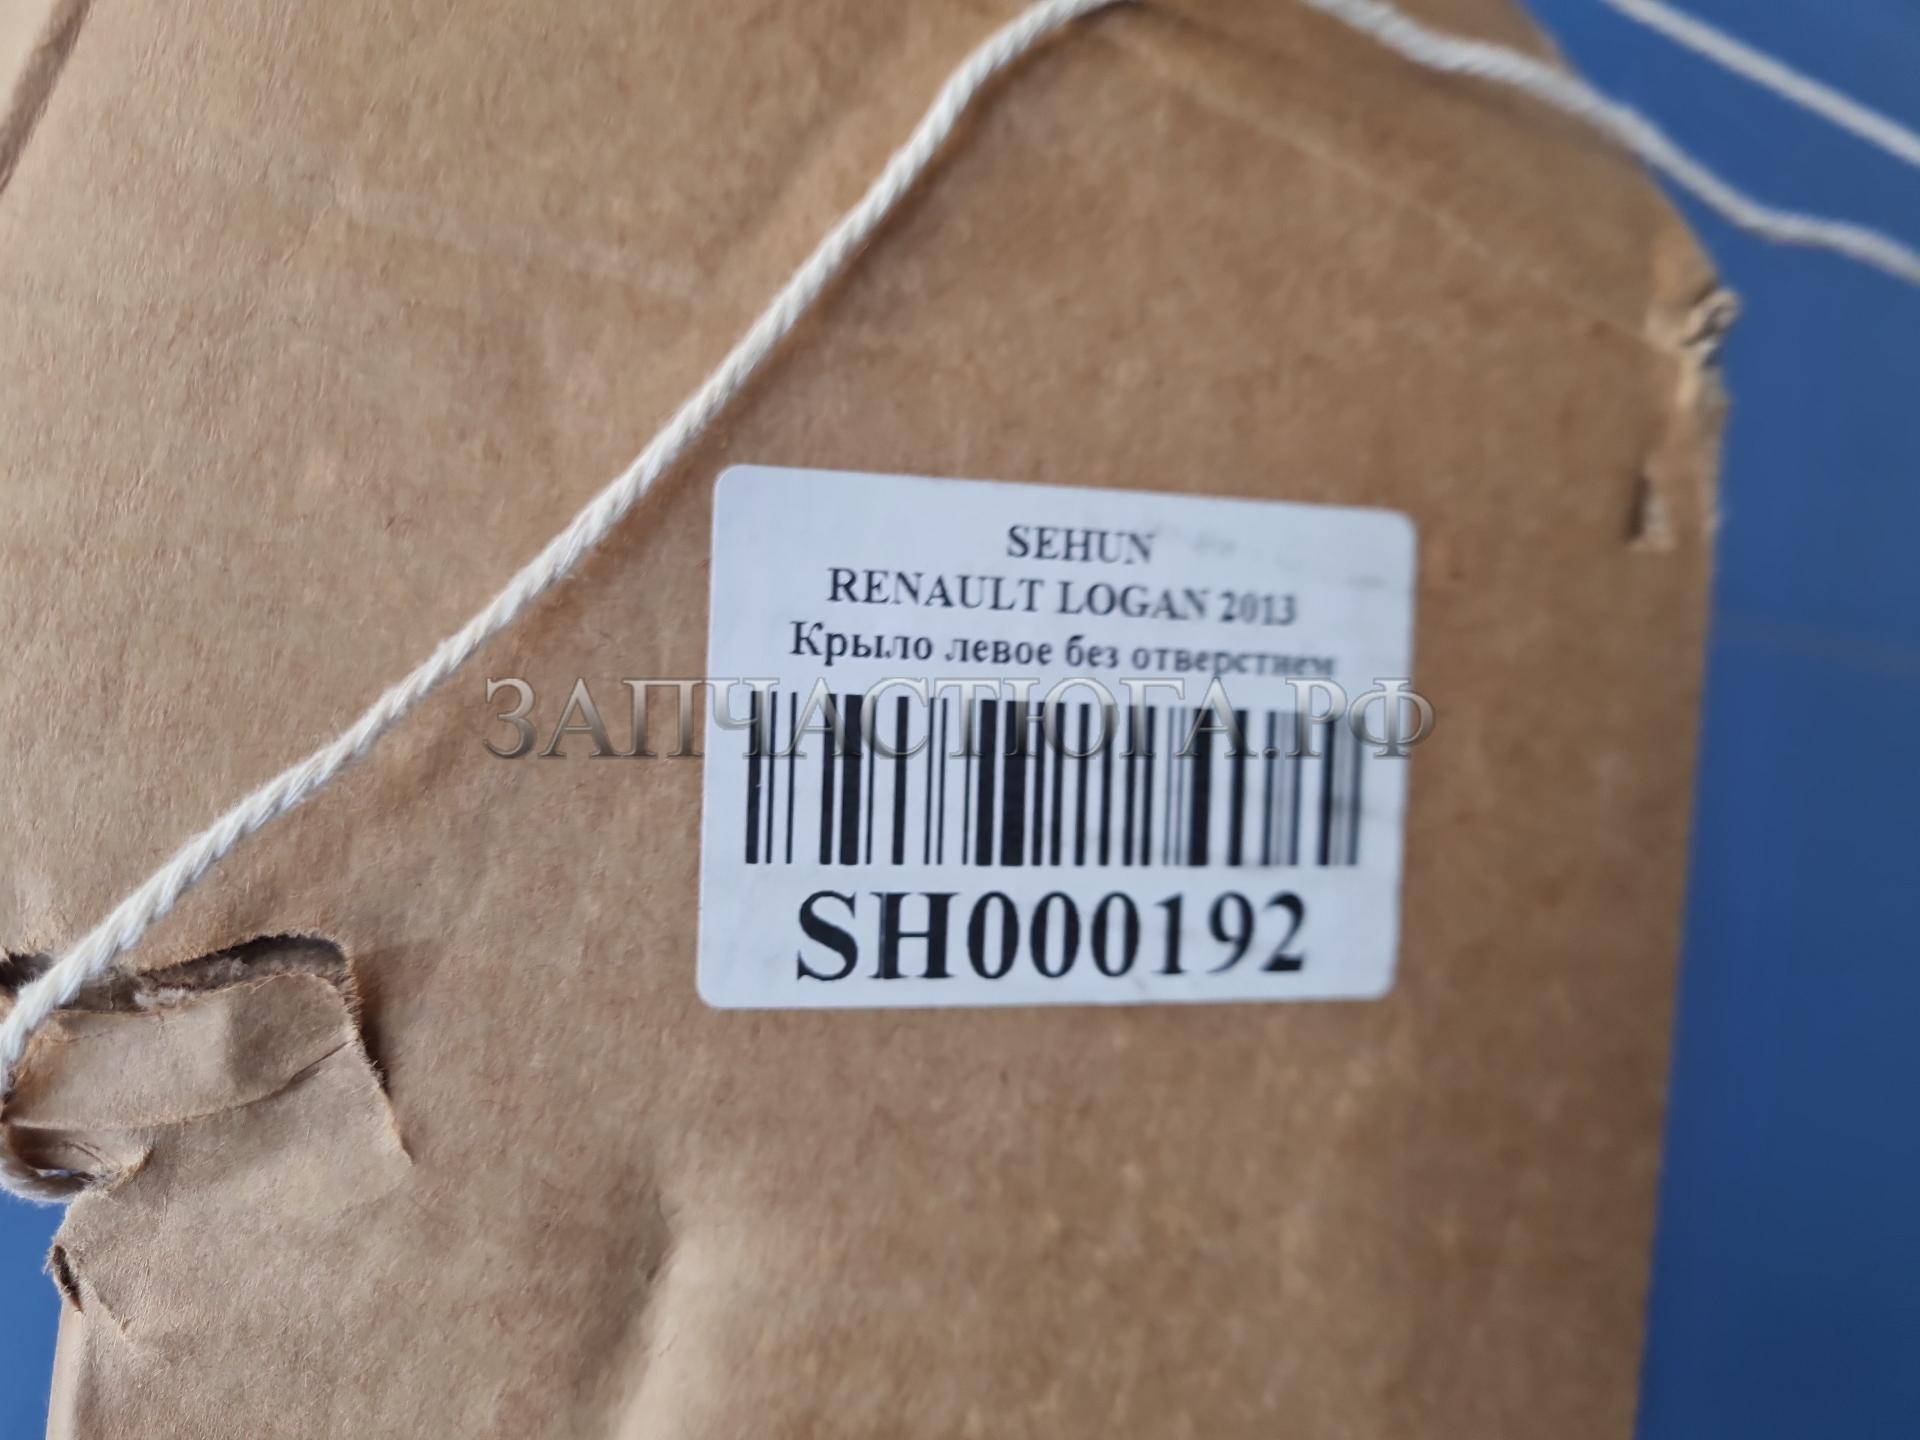 SEHUN
RENAULT LOGAN 2013
Крыло левое без отверстием
ЗАПЧАСТЮГА.РФ
SH000192